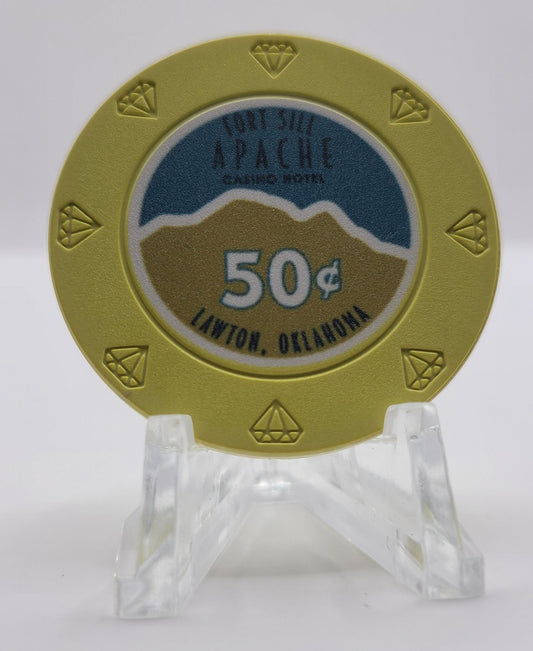 FORT SILL
APACHE
CASINO HOTEL
50¢
LAWTON, OKLAHOMA